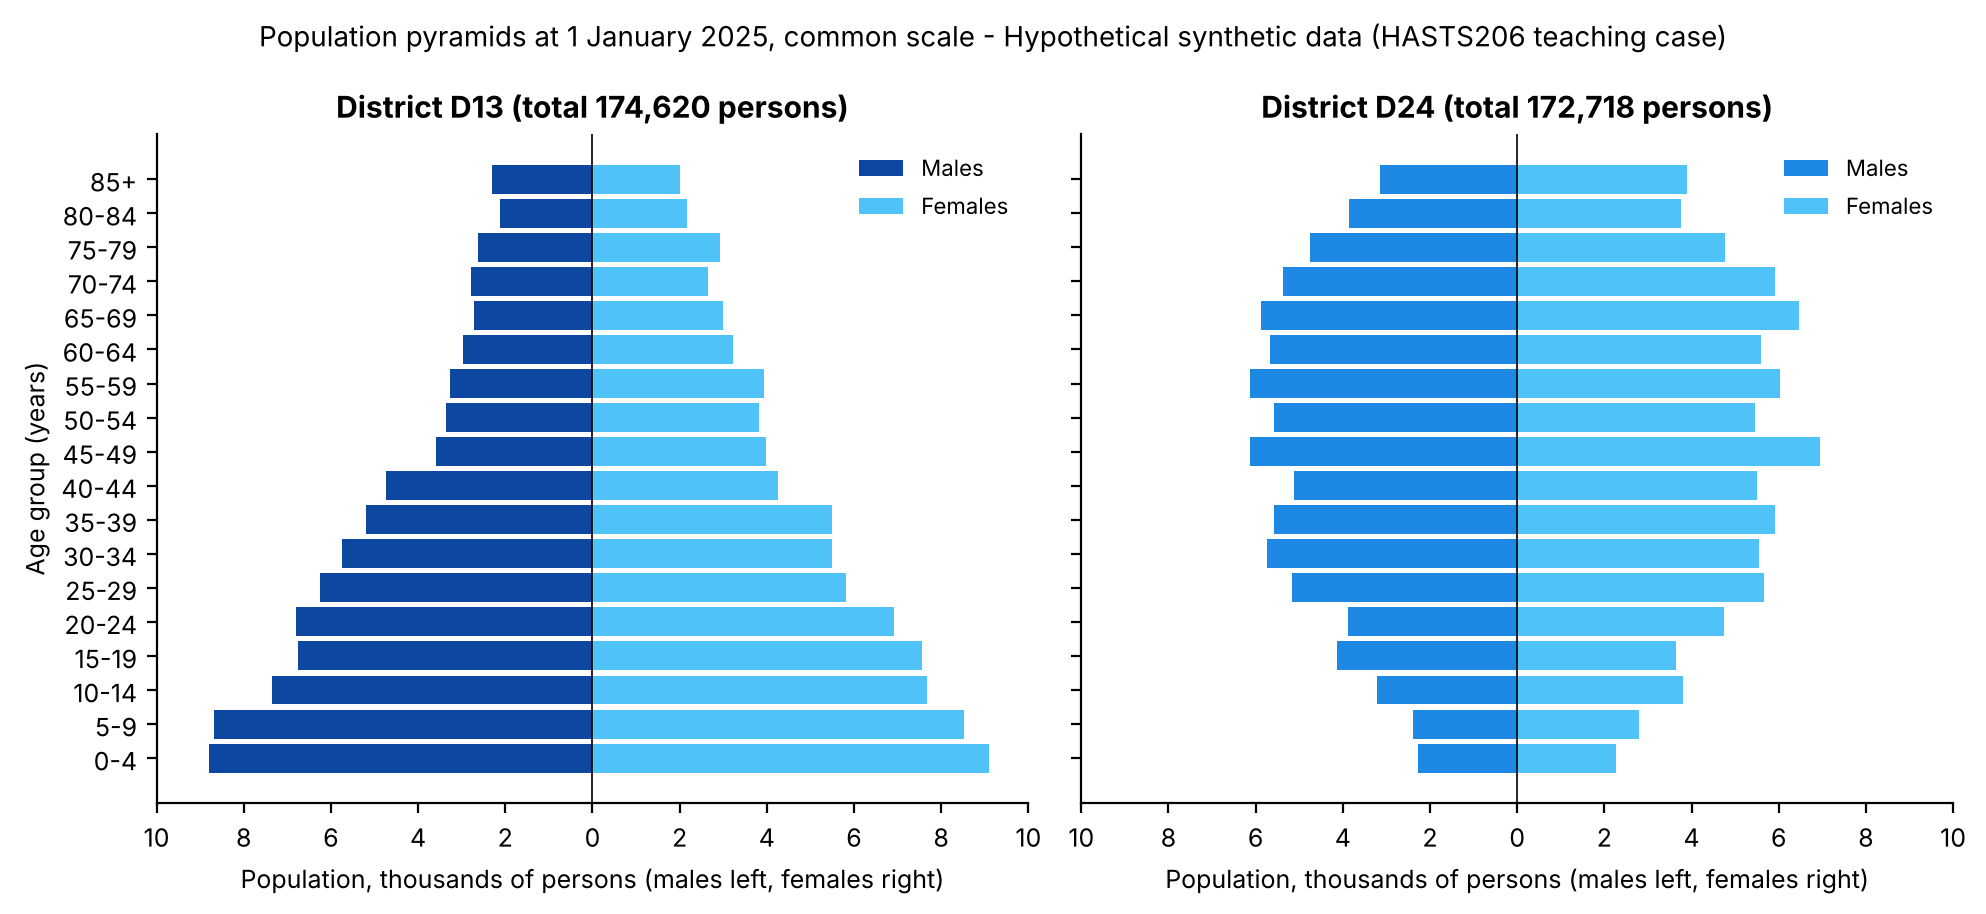 Population pyramids at 1 January 2025, common scale - Hypothetical synthetic data (HASTS206 teaching case)
District D13 (total 174,620 persons)
Males
Females
Age group (years)
85+
80-84
75-79
70-74
65-69
60-64
55-59
50-54
45-49
40-44
35-39
30-34
25-29
20-24
15-19
10-14
5-9
0-4
10 8 6 4 2 0 2 4 6 8 10
Population, thousands of persons (males left, females right)
District D24 (total 172,718 persons)
Males
Females
10 8 6 4 2 0 2 4 6 8 10
Population, thousands of persons (males left, females right)